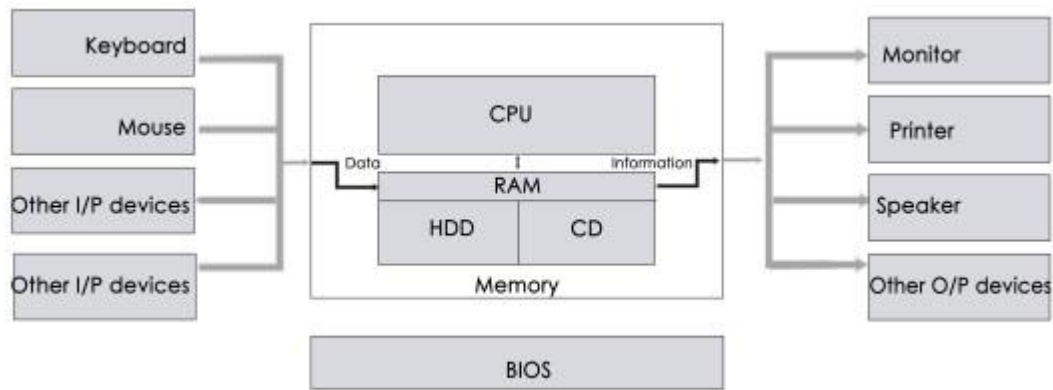 Keyboard
Mouse
Other I/P devices
Other I/P devices
CPU
Data
Information
RAM
HDD
CD
Memory
BIOS
Monitor
Printer
Speaker
Other O/P devices